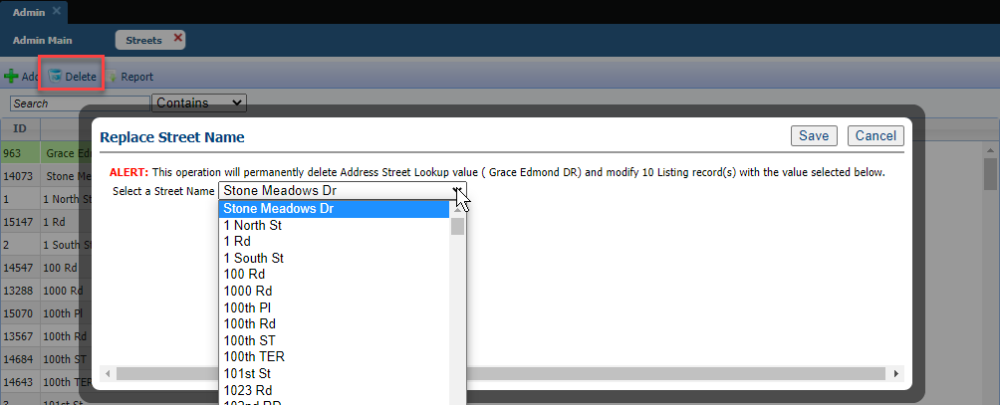 Admin
Admin Main Streets
Add Delete Report
Search Contains
ID
Replace Street Name Save Cancel
963 Grace Edm
ALERT: This operation will permanently delete Address Street Lookup value ( Grace Edmond DR) and modify 10 Listing record(s) with the value selected below.
14073 Stone Me
Select a Street Name Stone Meadows Dr
1 1 North St
Stone Meadows Dr
15147 1 Rd
1 North St
2 1 South St
1 Rd
1 South St
14547 100 Rd
100 Rd
13288 1000 Rd
1000 Rd
15070 100th Pl
100th Pl
13567 100th Rd
100th Rd
14684 100th ST
100th ST
100th TER
14643 100th TER
101st St
1023 Rd
3 101st St
102nd RD